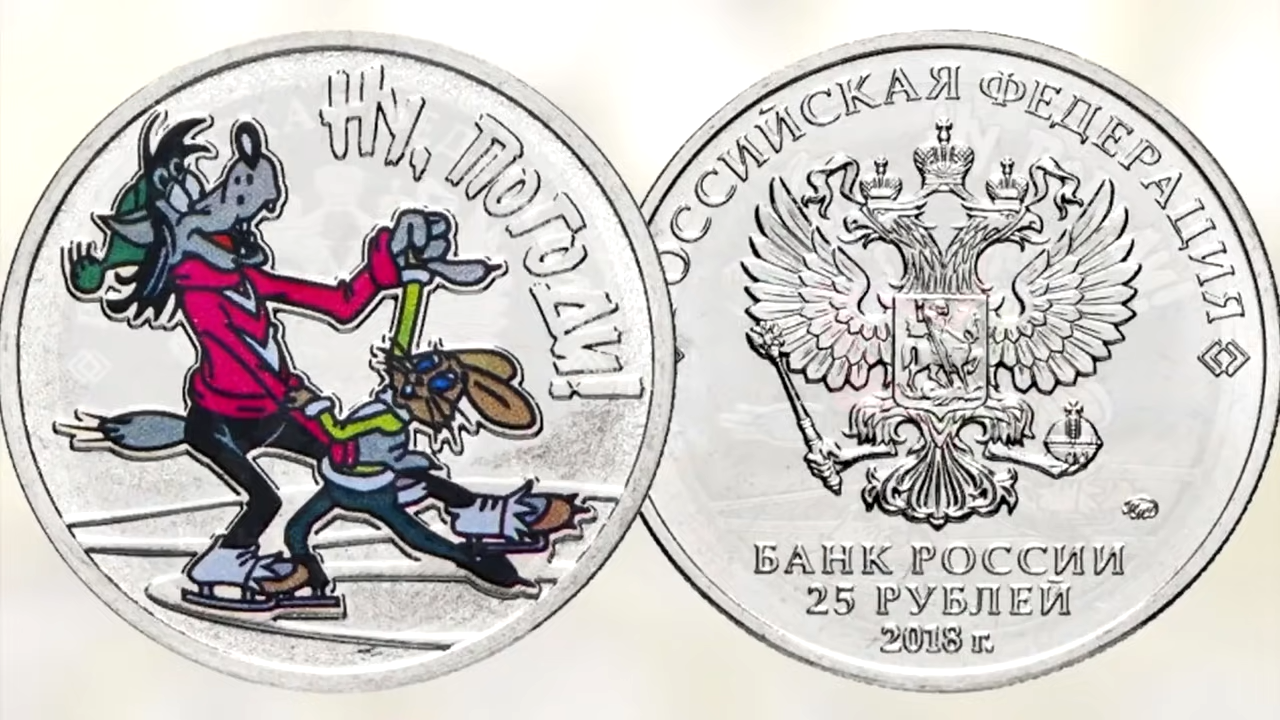 НУ, ПОГОДИ!
РОССИЙСКАЯ ФЕДЕРАЦИЯ
БАНК РОССИИ
25 РУБЛЕЙ
2018 г.